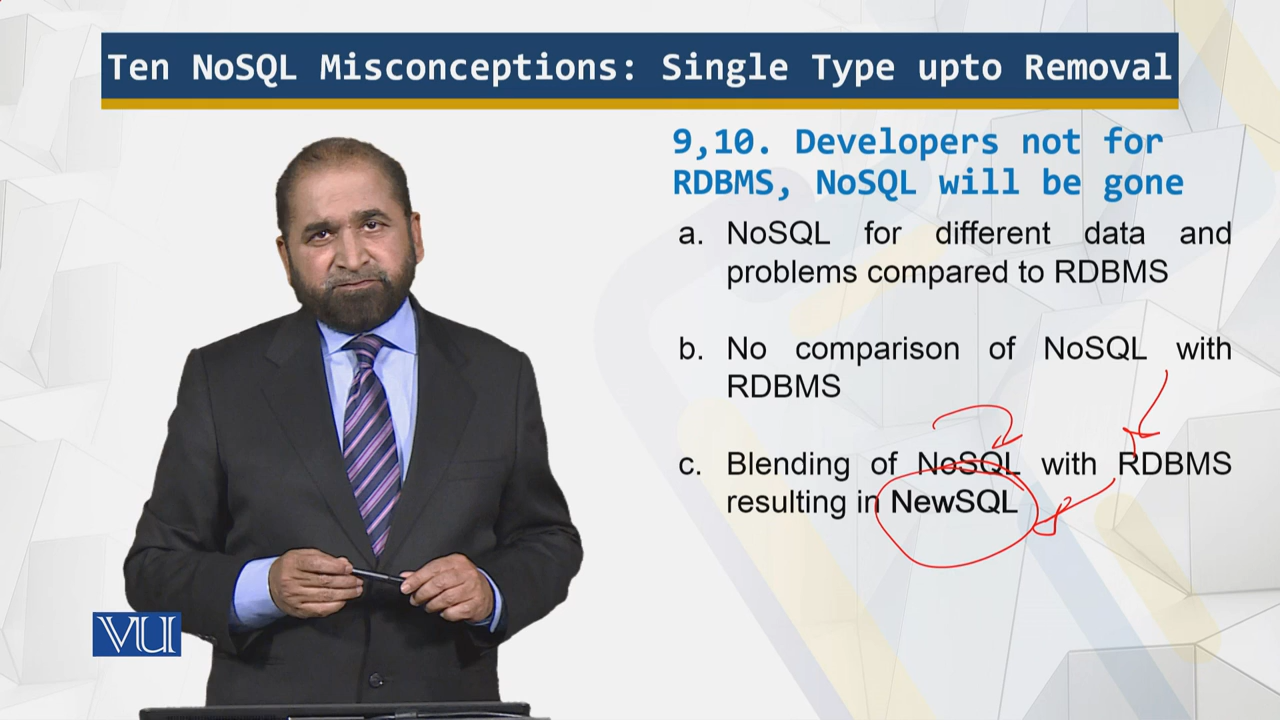 Ten NoSQL Misconceptions: Single Type upto Removal
9,10. Developers not for
RDBMS, NoSQL will be gone
a. NoSQL for different data and
problems compared to RDBMS
b. No comparison of NoSQL with
RDBMS
c. Blending of NoSQL with RDBMS
resulting in NewSQL
VU